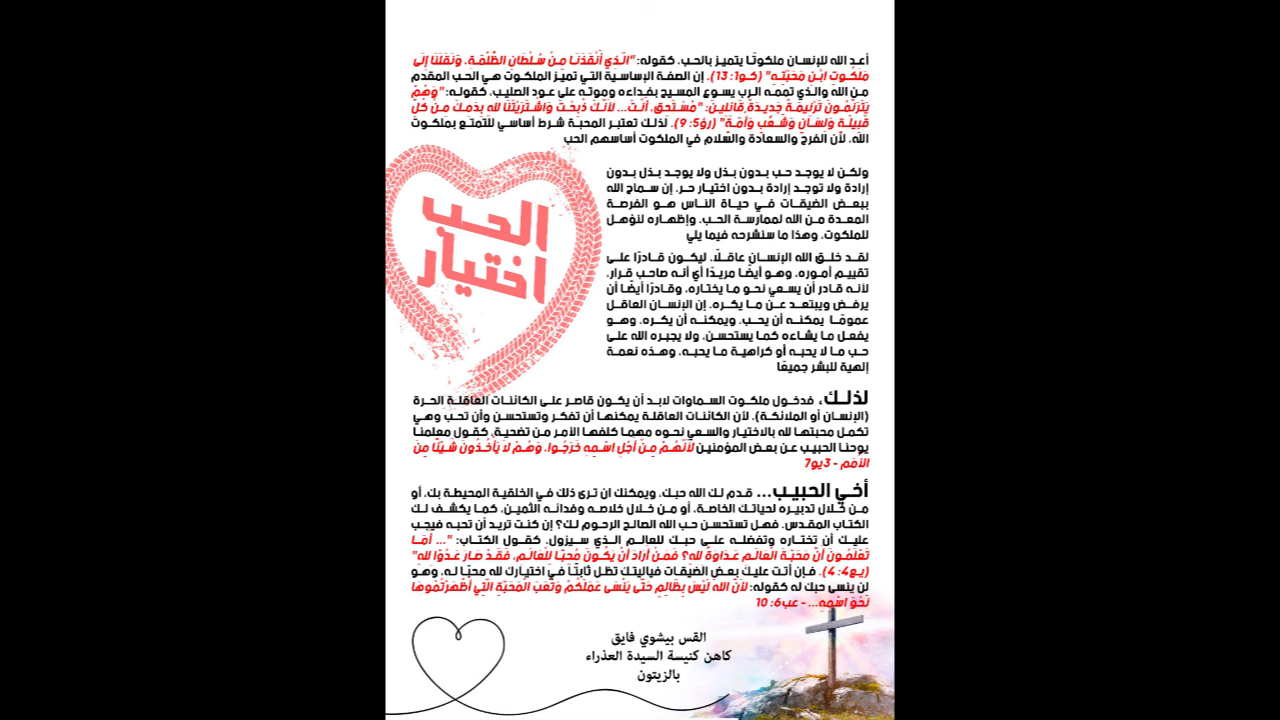 أعد الله للإنسان ملكوتًا يتميز بالحب، كقوله: "الَّذِي أَنْقَذَنَا مِنْ سُلْطَانِ الظُّلْمَةِ، وَنَقَلَنَا إِلَى
مَلَكُوتِ ابْنِ مَحَبَّتِهِ" (كو1: 13). إن الصفة الإساسية التي تميز الملكوت هي الحب المقدم
من الله والذي تممه الرب يسوع المسيح بفداءه وموته على عود الصليب، كقوله: "وَهُمْ
يَتَرَنَّمُونَ تَرْنِيمَةً جَدِيدَةً قَائِلِينَ: "مُسْتَحِقٌ أَنْتَ... لأَنَّكَ ذُبِحْتَ وَاشْتَرَيْتَنَا للهِ بِدَمِكَ مِنْ كُلِّ
قَبِيلَةٍ وَلِسَانٍ وَشَعْبٍ وَأُمَّةٍ" (رؤ5: 9). لذلك تعتبر المحبة شرط أساسي للتمتع بملكوت
الله، لأن الفرح والسعادة والسلام في الملكوت أساسهم الحب
ولكن لا يوجد حب بدون بذل ولا يوجد بذل بدون
إرادة ولا توجد إرادة بدون اختيار حر. إن سماح الله
ببعض الضيقات في حياة الناس هو الفرصة
المعدة من الله لممارسة الحب، وإظهاره لنؤهل
للملكوت، وهذا ما سنشرحه فيما يلي
الحب
اختيار
لقد خلق الله الإنسان عاقلًا، ليكون قادرًا على
تقييم أموره، وهو أيضًا مريدًا أي أنه صاحب قرار،
لأنه قادر أن يسعي نحو ما يختاره، وقادرًا أيضًا أن
يرفض ويبتعد عن ما يكره. إن الإنسان العاقل
عمومًا يمكنه أن يحب، ويمكنه أن يكره، وهو
يفعل ما يشاءه كما يستحسن، ولا يجبره الله على
حب ما لا يحبه أو كراهية ما يحبه، وهذه نعمة
إلهية للبشر جميعًا
لذلك، فدخول ملكوت السماوات لابد أن يكون قاصر على الكائنات العاقلة الحرة
(الإنسان أو الملائكة)، لأن الكائنات العاقلة يمكنها أن تفكر وتستحسن وأن تحب وهي
تكمل محبتها لله بالاختيار والسعي نحوه مهما كلفها الأمر من تضحية، كقول معلمنا
يوحنا الحبيب عن بعض المؤمنين لأَنَّهُمْ مِنْ أَجْلِ اسْمِهِ خَرَجُوا، وَهُمْ لاَ يَأْخُذُونَ شَيْئًا مِنَ
الأُمَمِ - 3يو7
أخي الحبيب... قدم لك الله حبك، ويمكنك ان ترى ذلك في الخلقية المحيطة بك، أو
من خلال تدبيره لحياتك الخاصة، أو من خلال خلاصه وفدائه الثمين، كما يكشف لك
الكتاب المقدس. فهل تستحسن حب الله الصالح الرحوم لك؟ إن كنت تريد أن تحبه فيجب
عليك أن تختاره وتفضله على حبك للعالم الذي سيزول، كقول الكتاب: "... أَمَا
تَعْلَمُونَ أَنَّ مَحَبَّةَ الْعَالَمِ عَدَاوَةٌ للهِ؟ فَمَنْ أَرَادَ أَنْ يَكُونَ مُحِبًّا لِلْعَالَمِ، فَقَدْ صَارَ عَدُوًّا للهِ"
(يع4: 4). فإن أتت عليك بعض الضيقات فياليتك تظل ثابتًا في اختيارك لله محبًا له، وهو
لن ينسى حبك له كقوله: لأَنَّ اللهَ لَيْسَ بِظَالِمٍ حَتَّى يَنْسَى عَمَلَكُمْ وَتَعَبَ الْمَحَبَّةِ الَّتِي أَظْهَرْتُمُوهَا
نَحْوَ اسْمِهِ... - عب6: 10
القس بيشوي فايق
كاهن كنيسة السيدة العذراء
بالزيتون